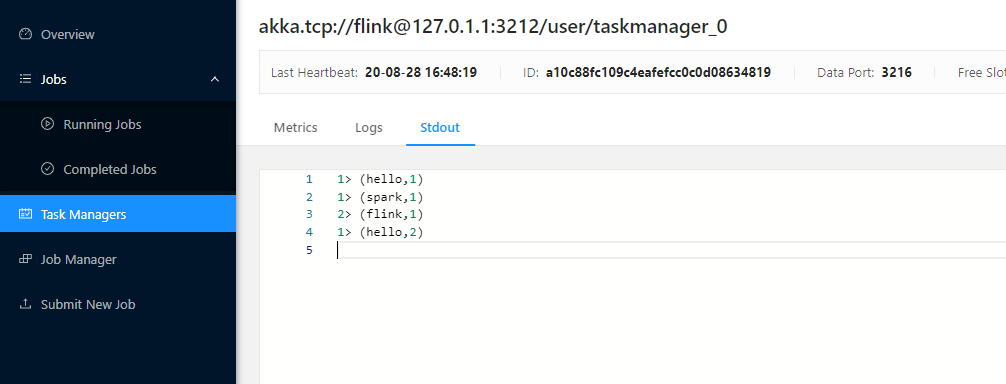 Overview
Jobs
Running Jobs
Completed Jobs
Task Managers
Job Manager
Submit New Job
akka.tcp://flink@127.0.1.1:3212/user/taskmanager_0
Last Heartbeat: 20-08-28 16:48:19 ID: a10c88fc109c4eafefcc0c0d08634819 Data Port: 3216 Free Slot
Metrics Logs Stdout
1 1> (hello,1)
2 1> (spark,1)
3 2> (flink,1)
4 1> (hello,2)
5